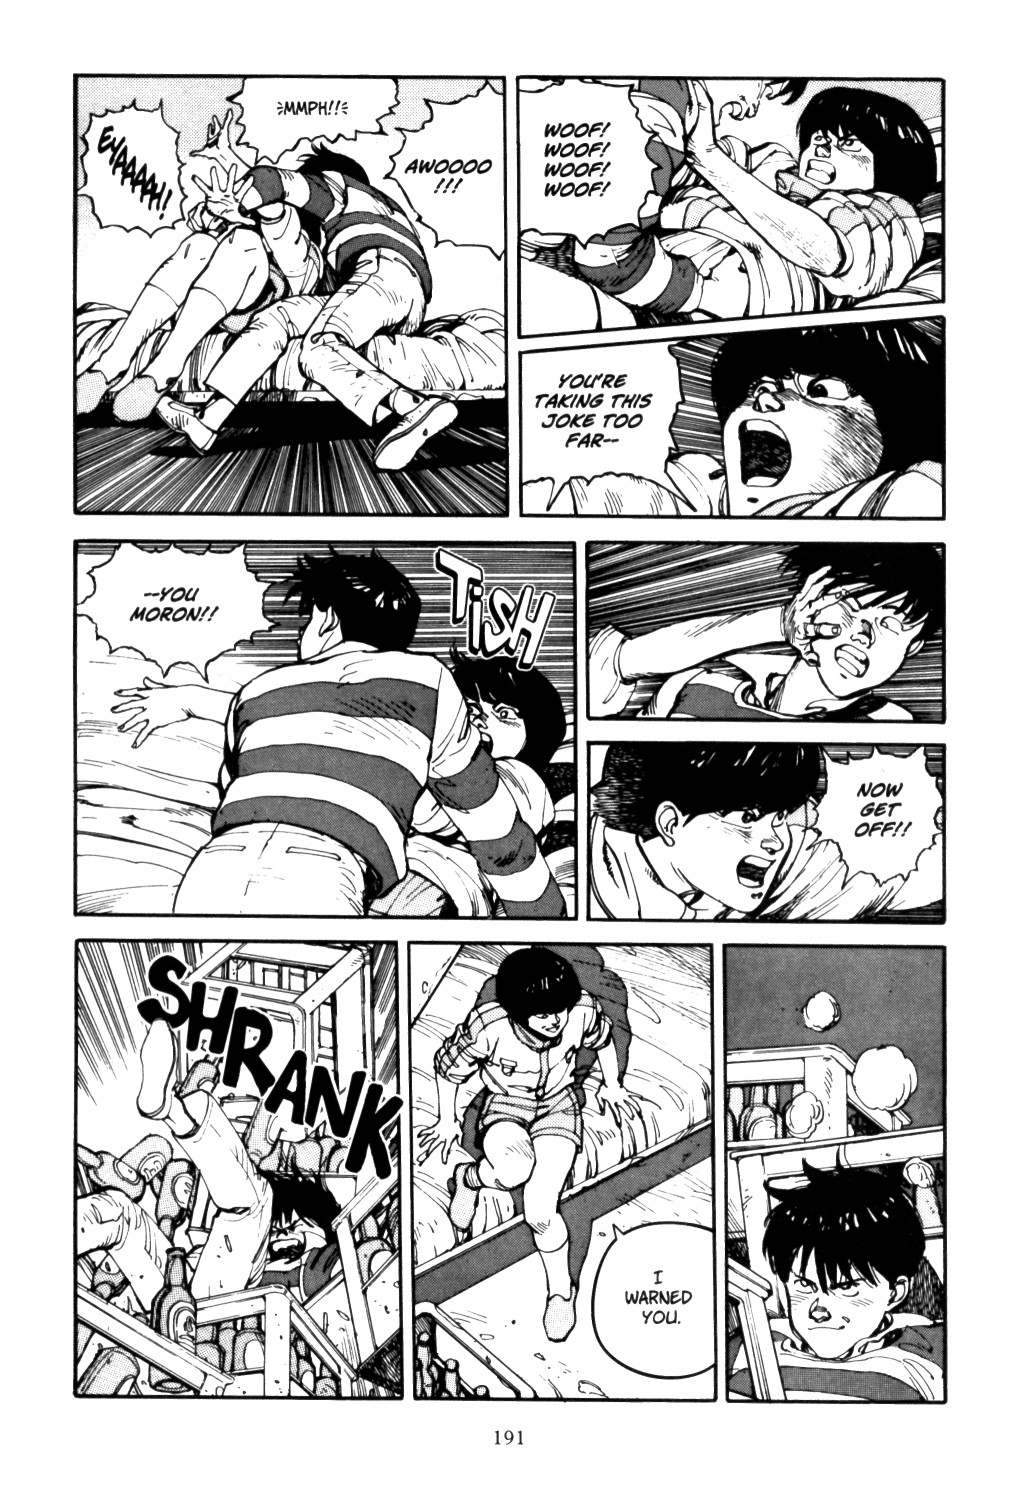 EYAAAAH!
MMPH!!
AWOOOO
!!!
WOOF!
WOOF!
WOOF!
WOOF!
YOU'RE
TAKING THIS
JOKE TOO
FAR--
--YOU
MORON!!
TISH
NOW
GET
OFF!!
SHRANK
I
WARNED
YOU.
191